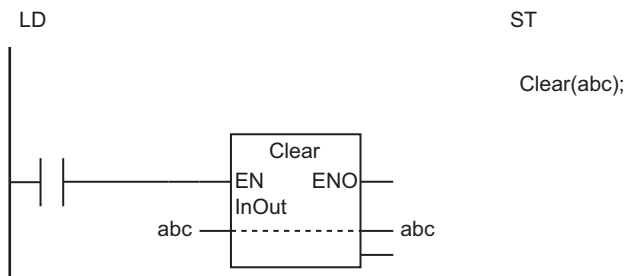 LD
ST
Clear(abc);
Clear
EN ENO
InOut
abc abc